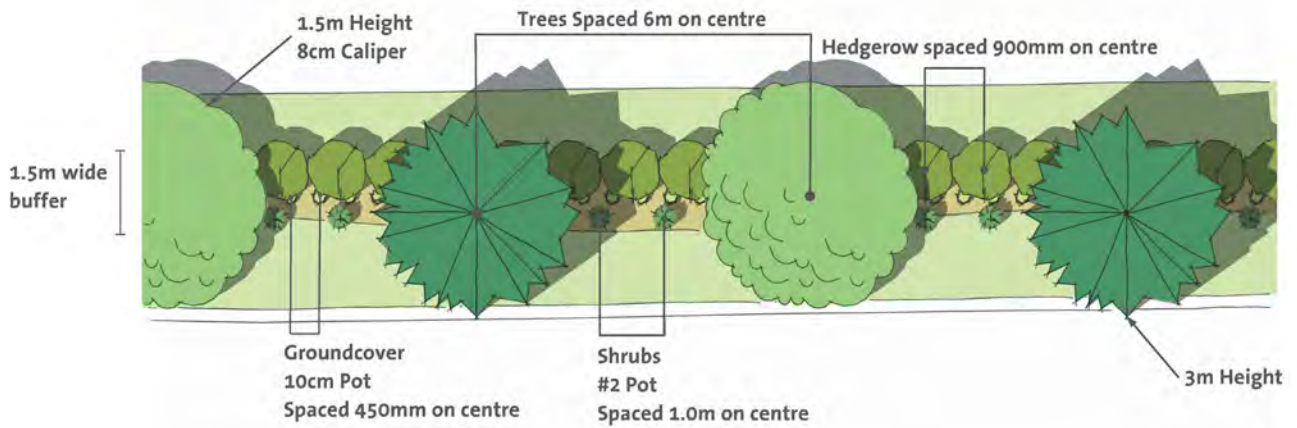 1.5m Height
8cm Caliper
Trees Spaced 6m on centre
Hedgerow spaced 900mm on centre
1.5m wide
buffer
Groundcover
10cm Pot
Spaced 450mm on centre
Shrubs
#2 Pot
Spaced 1.0m on centre
3m Height